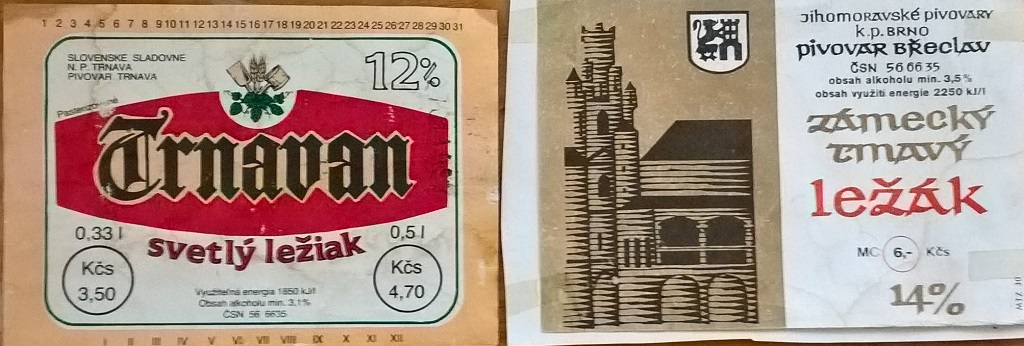 1 2 3 4 5 6 7 8 9 10 11 12 13 14 15 16 17 18 19 20 21 22 23 24 25 26 27 28 29 30 31
SLOVENSKÉ SLADOVNE
N. P. TRNAVA
PIVOVAR TRNAVA
12%
Pasterizované
Trnavan
svetlý ležiak
0,33 l
Kčs
3,50
0,5 l
Kčs
4,70
Využiteľná energia 1850 kJ/l
Obsah alkoholu min. 3,1%
ČSN 56 6635
I II III IV V VI VII VIII IX X XI XII
Jihomoravské pivovary
k.p. BRNO
pivovar Břeclav
ČSN 566635
obsah alkoholu min. 3,5%
obsah využití energie 2250 kJ/l
zámecký
tmavý
ležák
MC 6,- Kčs
14%